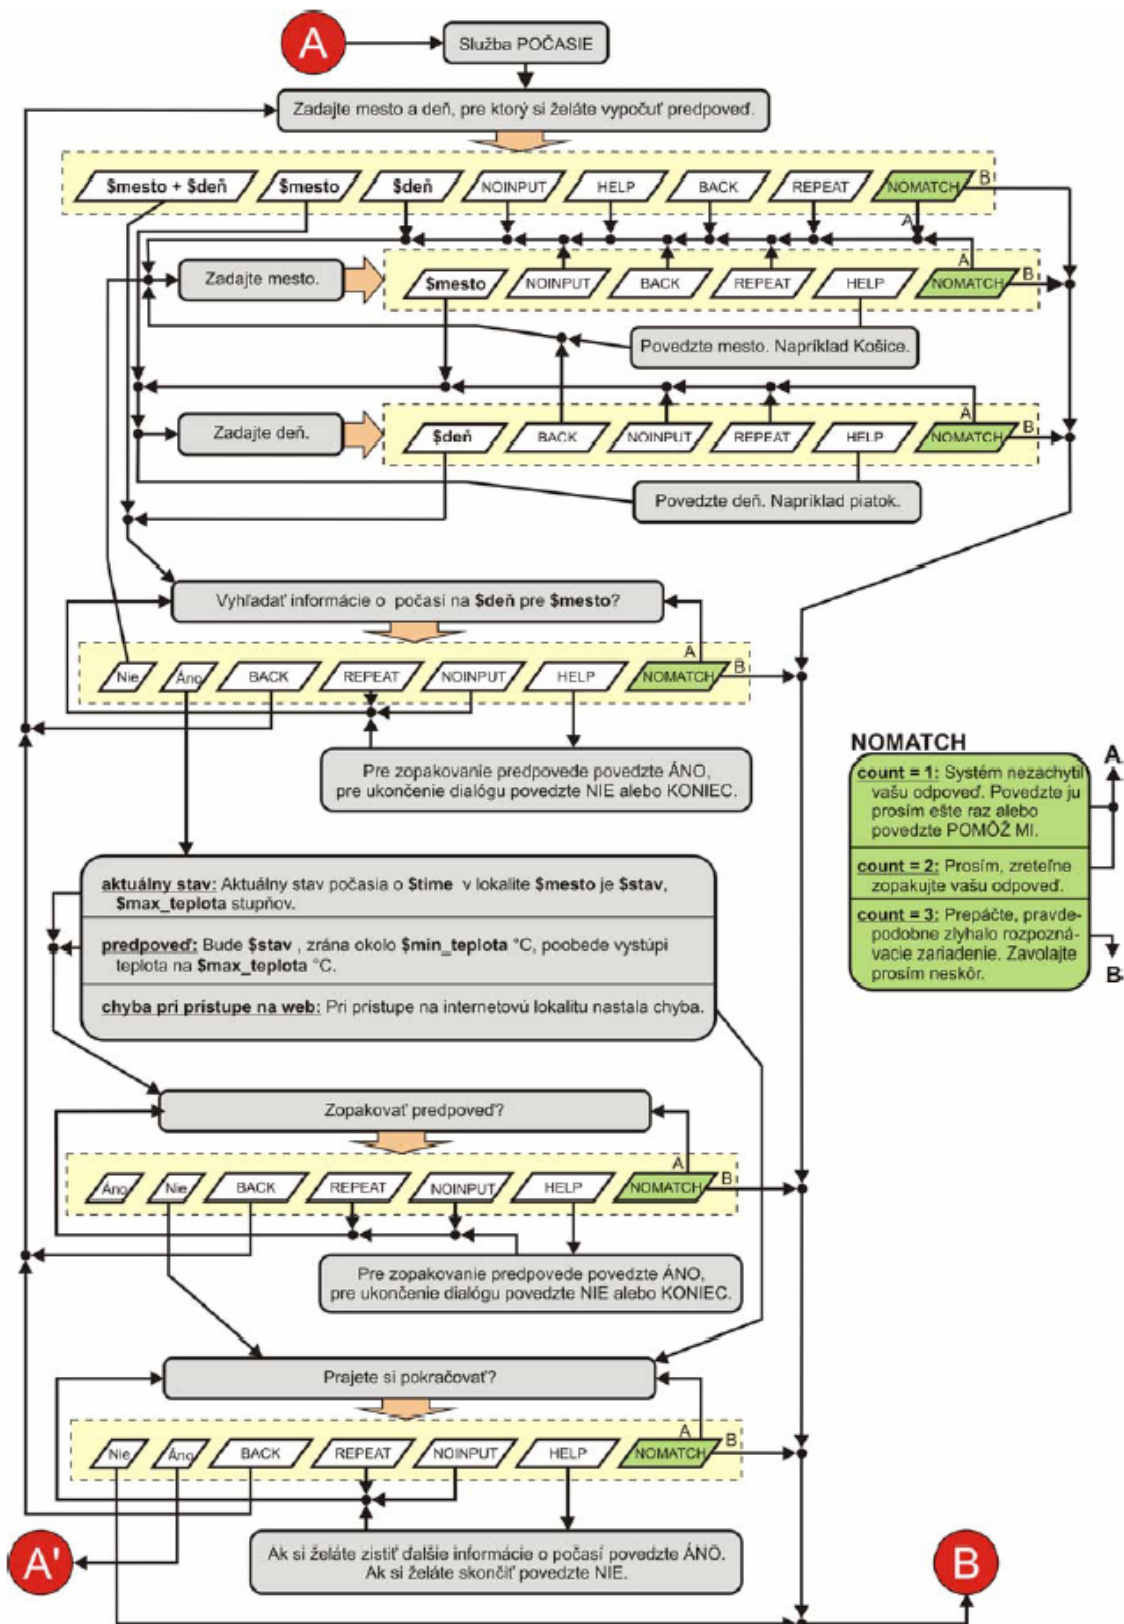 A
Služba POČASIE
Zadajte mesto a deň, pre ktorý si želáte vypočuť predpoveď.
$mesto + $deň $mesto $deň NOINPUT HELP BACK REPEAT NOMATCH B
A
Zadajte mesto.
A
$mesto NOINPUT BACK REPEAT HELP NOMATCH B
Povedzte mesto. Napríklad Košice.
Zadajte deň.
A
$deň BACK NOINPUT REPEAT HELP NOMATCH B
Povedzte deň. Napriklad piatok.
Vyhľadať informácie o počasí na $deň pre $mesto?
A
Nie Áno BACK REPEAT NOINPUT HELP NOMATCH B
Pre zopakovanie predpovede povedzte ÁNO,
pre ukončenie dialógu povedzte NIE alebo KONIEC.
NOMATCH
A
count = 1: Systém nezachytil
vašu odpoveď. Povedzte ju
prosím ešte raz alebo
povedzte POMÔŽ MI.
count = 2: Prosím, zreteľne
zopakujte vašu odpoveď.
count = 3: Prepáčte, pravde-
podobne zlyhalo rozpozná-
vacie zariadenie. Zavolajte
prosím neskôr.
B
aktuálny stav: Aktuálny stav počasia o $time v lokalite $mesto je $stav,
$max_teplota stupňov.
predpoveď: Bude $stav , zrána okolo $min_teplota °C, poobede vystúpi
teplota na $max_teplota °C.
chyba pri prístupe na web: Pri prístupe na internetovú lokalitu nastala chyba.
Zopakovať predpoveď?
A
Áno Nie BACK REPEAT NOINPUT HELP NOMATCH B
Pre zopakovanie predpovede povedzte ÁNO,
pre ukončenie dialógu povedzte NIE alebo KONIEC.
Prajete si pokračovať?
A
Nie Áno BACK REPEAT NOINPUT HELP NOMATCH B
Ak si želáte zistiť ďalšie informácie o počasí povedzte ÁNO.
Ak si želáte skončiť povedzte NIE.
A'
B